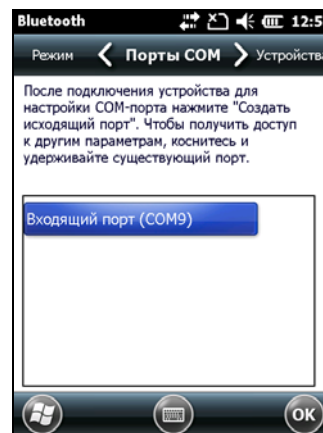 Bluetooth 12:5
Режим Порты COM Устройств
После подключения устройства для
настройки COM-порта нажмите "Создать
исходящий порт". Чтобы получить доступ
к другим параметрам, коснитесь и
удерживайте существующий порт.
Входящий порт (COM9)
OK